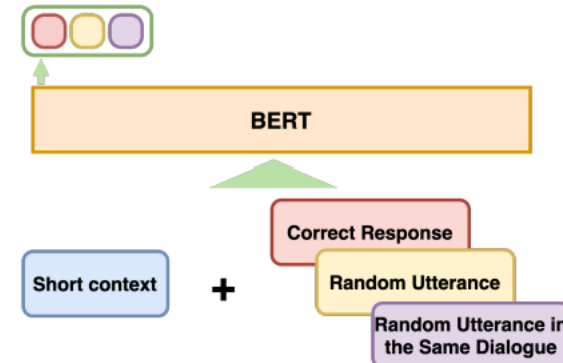 BERT
Correct Response
Short context
+
Random Utterance
Random Utterance in
the Same Dialogue